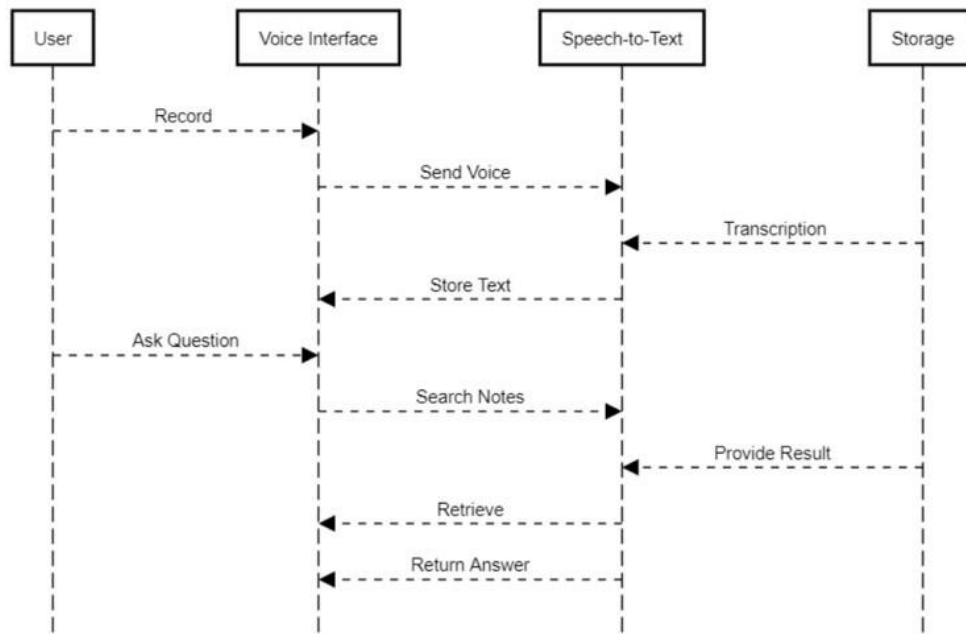 User
Voice Interface
Speech-to-Text
Storage
Record
Send Voice
Transcription
Store Text
Ask Question
Search Notes
Provide Result
Retrieve
Return Answer